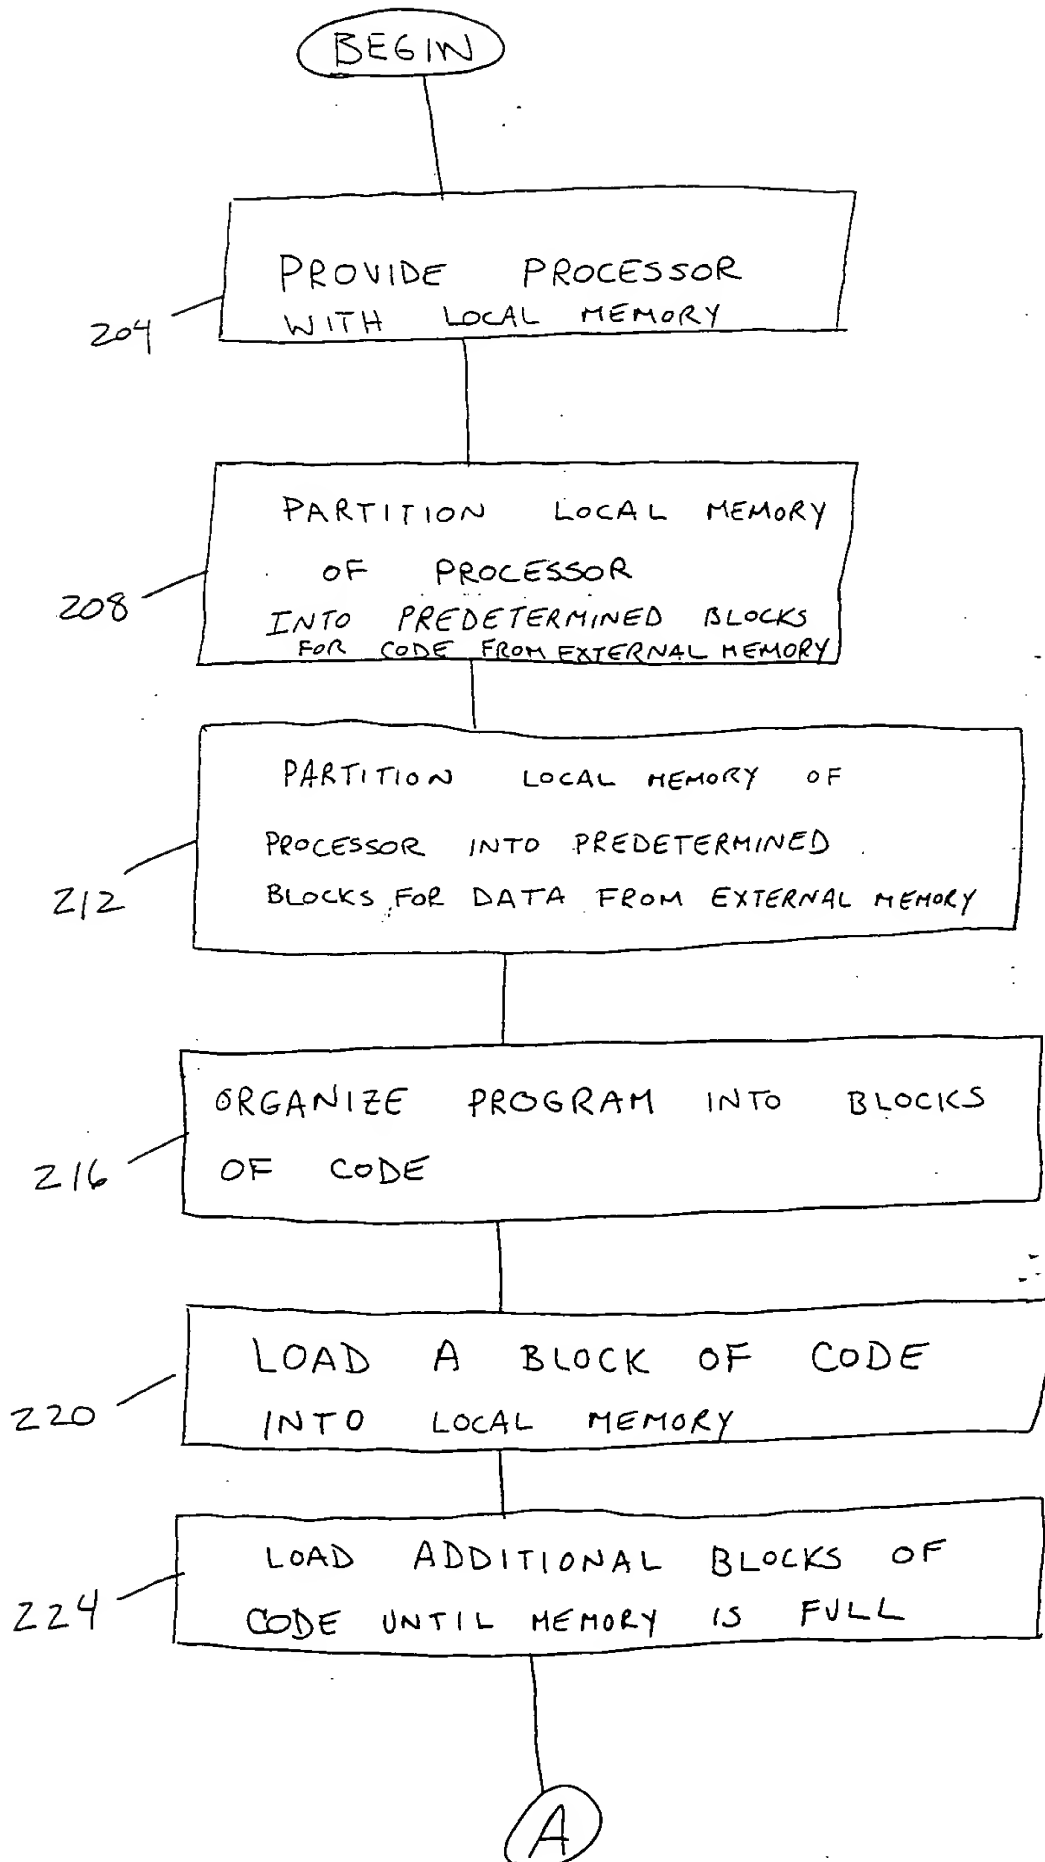 BEGIN
PROVIDE PROCESSOR
WITH LOCAL MEMORY
204
PARTITION LOCAL MEMORY
OF PROCESSOR
INTO PREDETERMINED BLOCKS
FOR CODE FROM EXTERNAL MEMORY
208
PARTITION LOCAL MEMORY OF
PROCESSOR INTO PREDETERMINED
BLOCKS FOR DATA FROM EXTERNAL MEMORY
212
ORGANIZE PROGRAM INTO BLOCKS
OF CODE
216
LOAD A BLOCK OF CODE
INTO LOCAL MEMORY
220
LOAD ADDITIONAL BLOCKS OF
CODE UNTIL MEMORY IS FULL
224
A